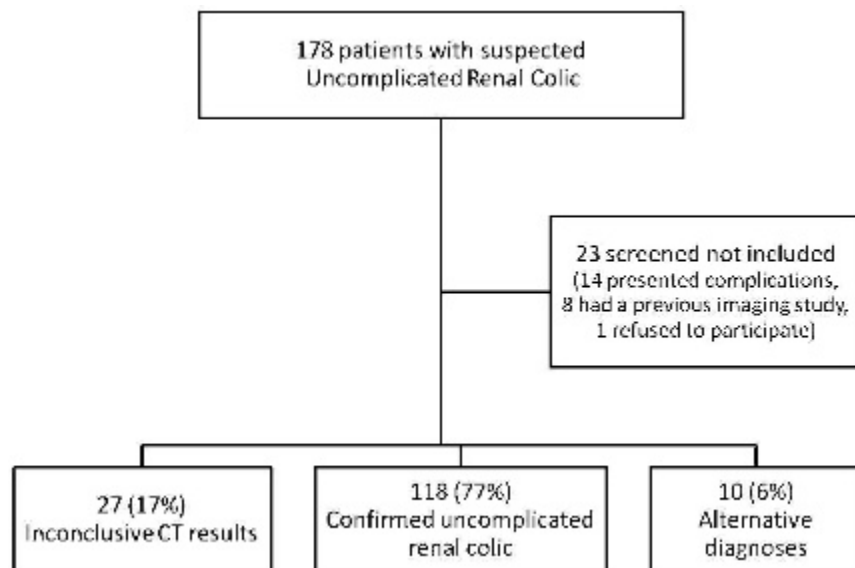 178 patients with suspected
Uncomplicated Renal Colic
23 screened not included
(14 presented complications,
8 had a previous imaging study,
1 refused to participate)
27 (17%)
Inconclusive CT results
118 (77%)
Confirmed uncomplicated
renal colic
10 (6%)
Alternative
diagnoses